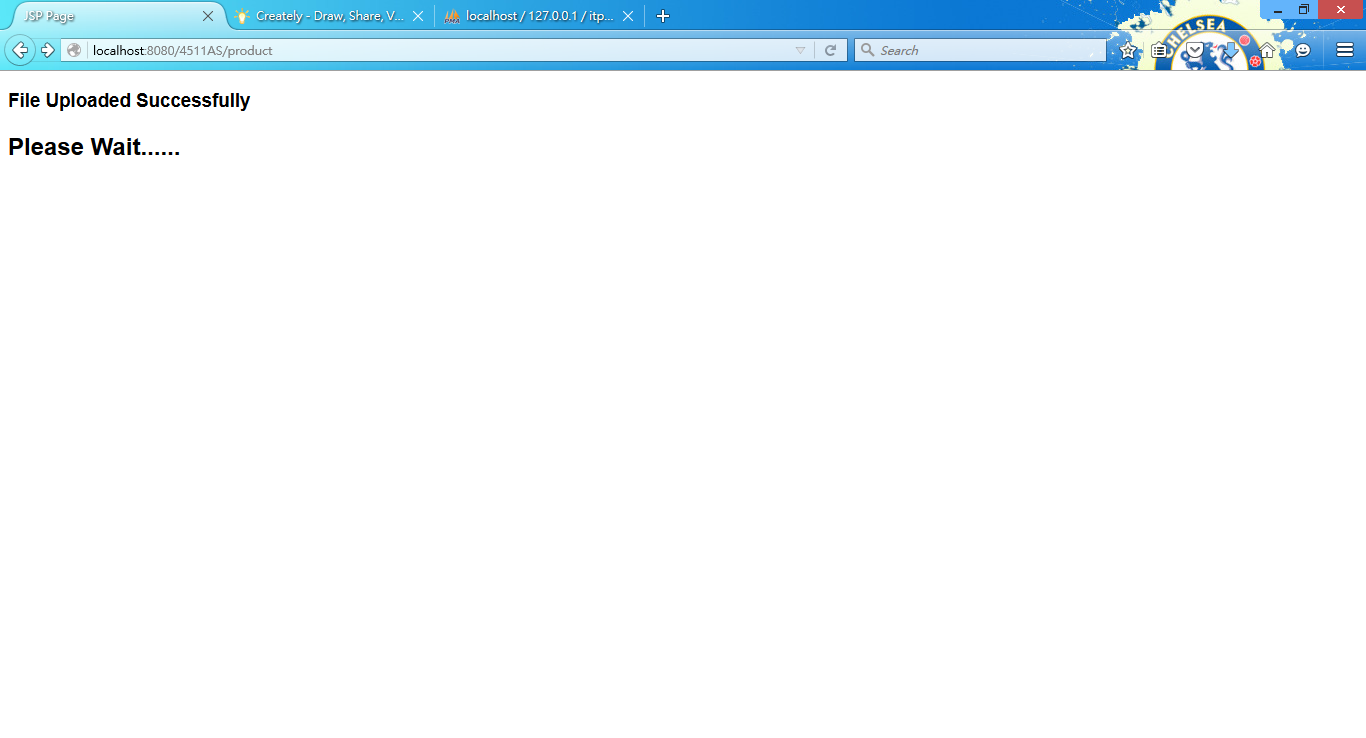 JSP Page
Creately - Draw, Share, V...
localhost / 127.0.0.1 / itp...
localhost:8080/4511AS/product
Search
CHELSEA
File Uploaded Successfully
Please Wait......